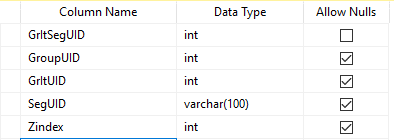 Column Name Data Type Allow Nulls
GrltSegUID int
GroupUID int
GrltUID int
SegUID varchar(100)
Zindex int